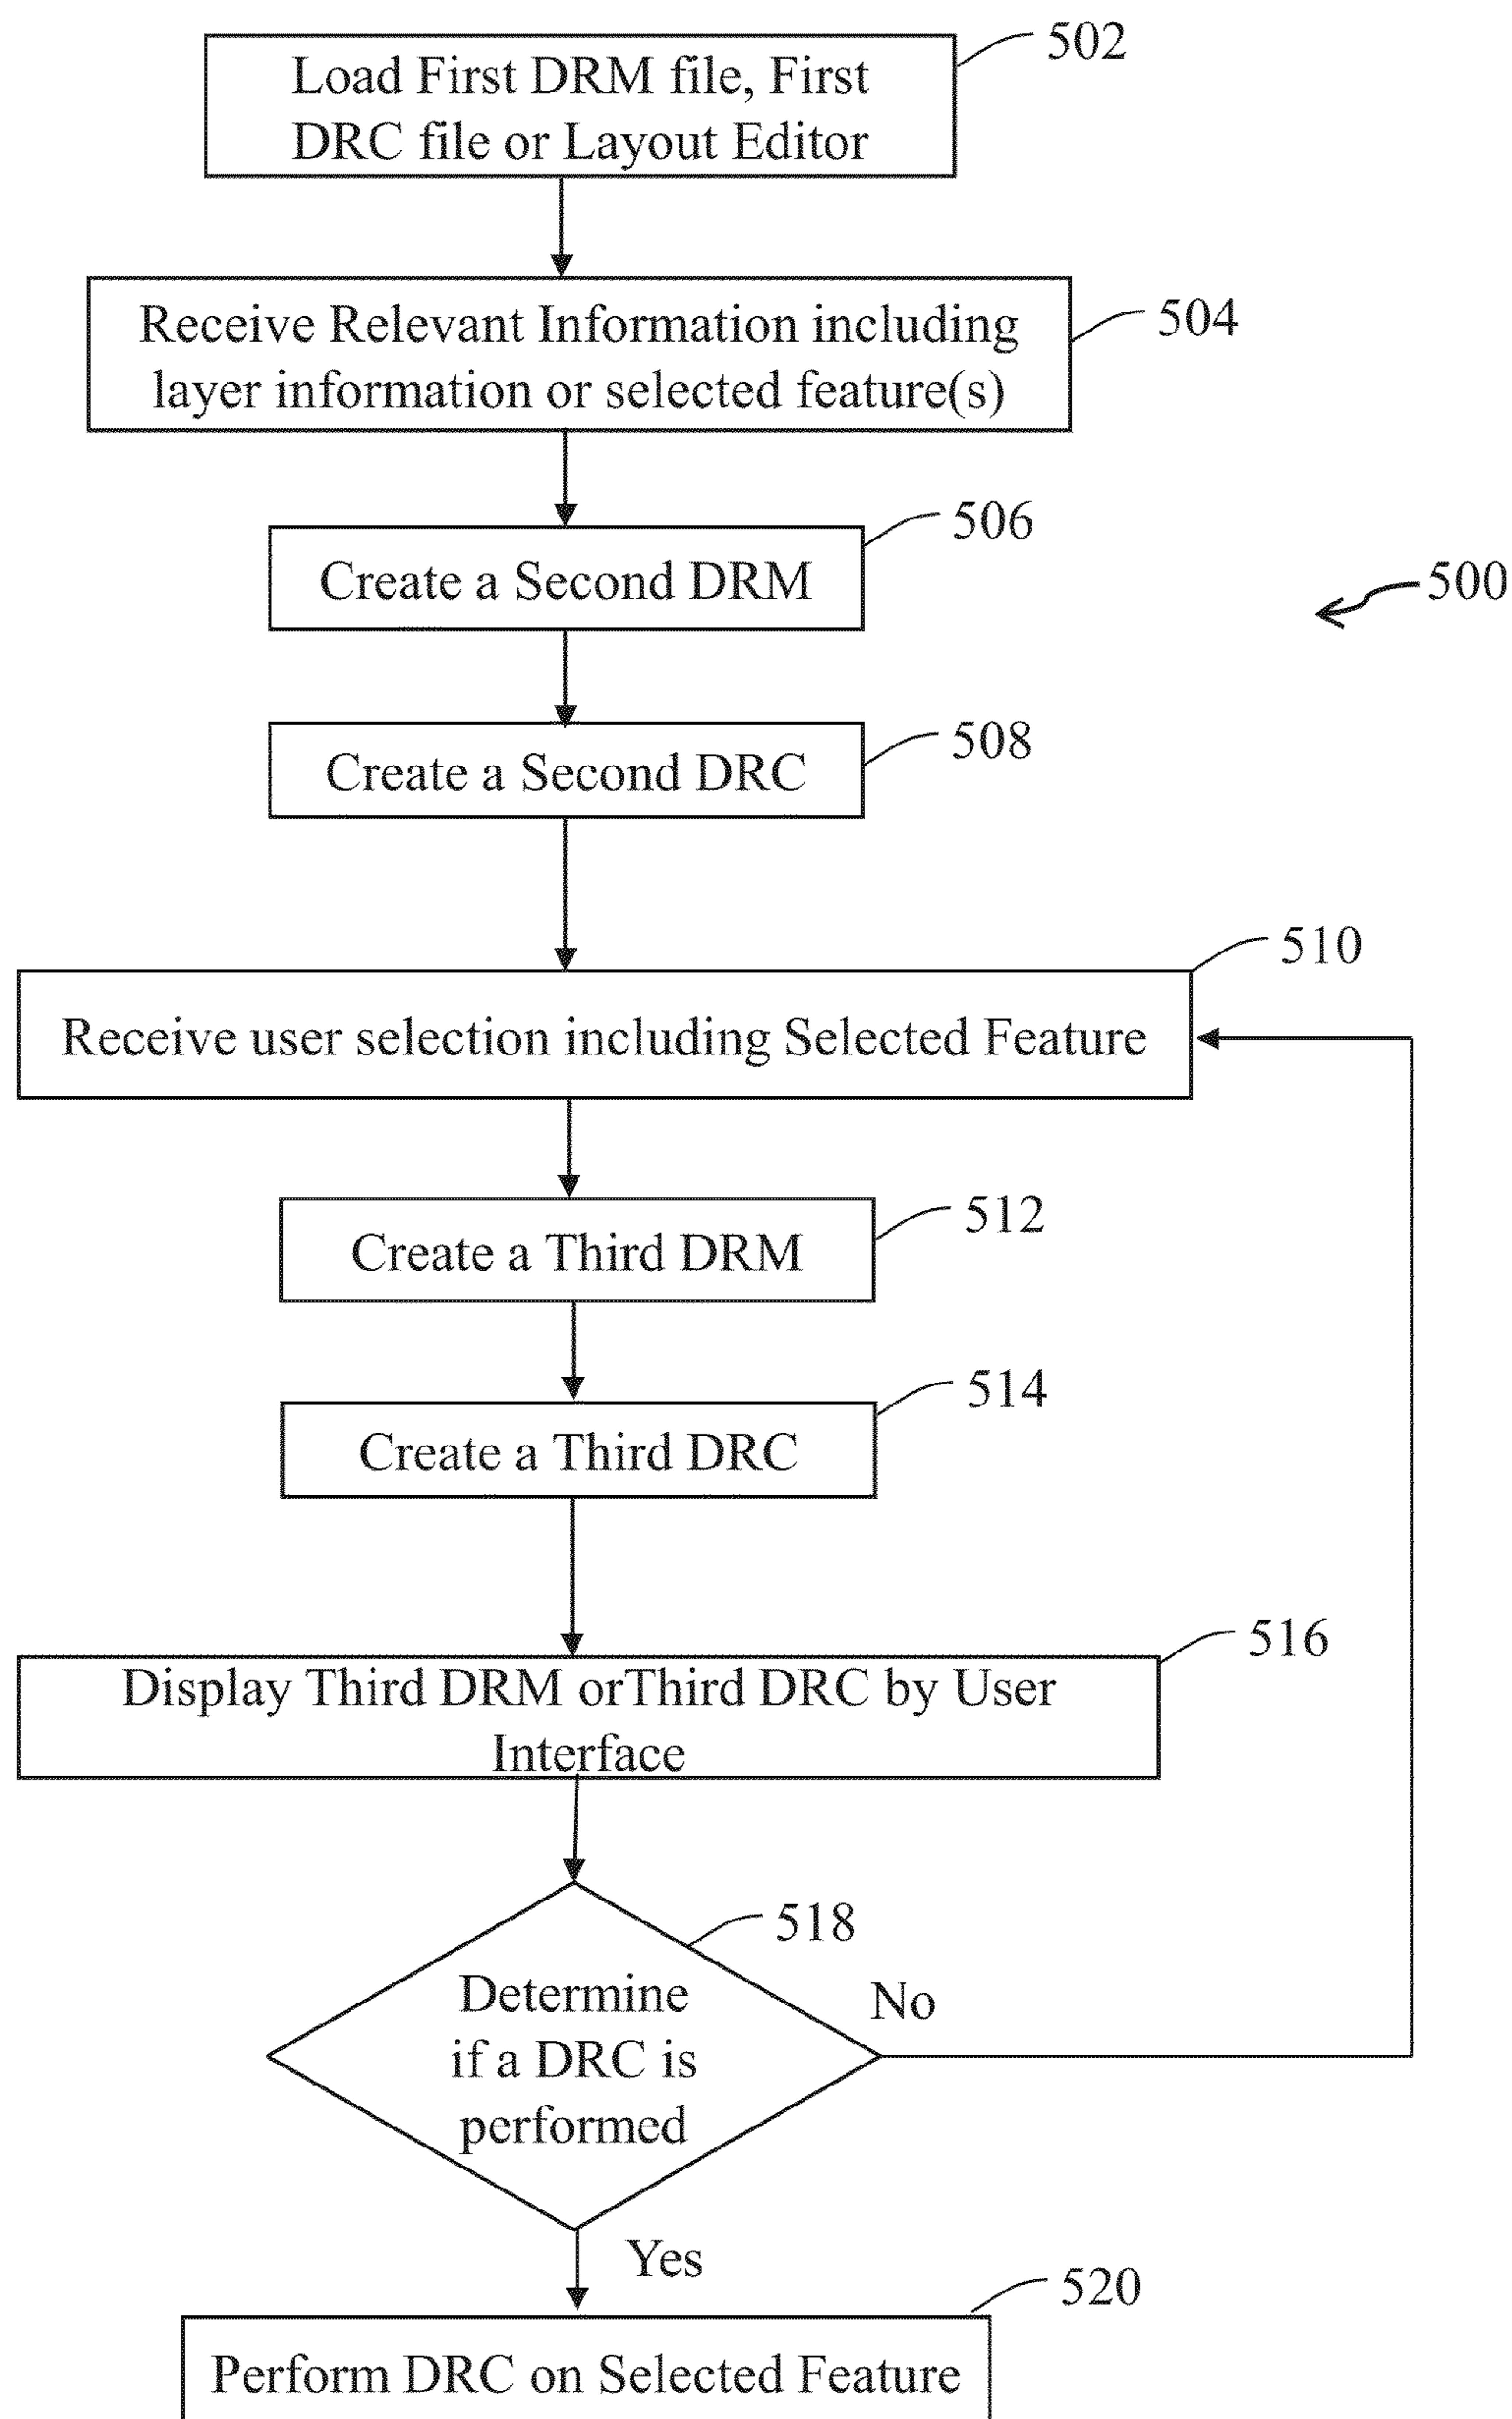 502
Load First DRM file, First
DRC file or Layout Editor
504
Receive Relevant Information including
layer information or selected feature(s)
506
Create a Second DRM
500
508
Create a Second DRC
510
Receive user selection including Selected Feature
512
Create a Third DRM
514
Create a Third DRC
516
Display Third DRM orThird DRC by User
Interface
518
Determine
if a DRC is
performed
No
Yes
520
Perform DRC on Selected Feature